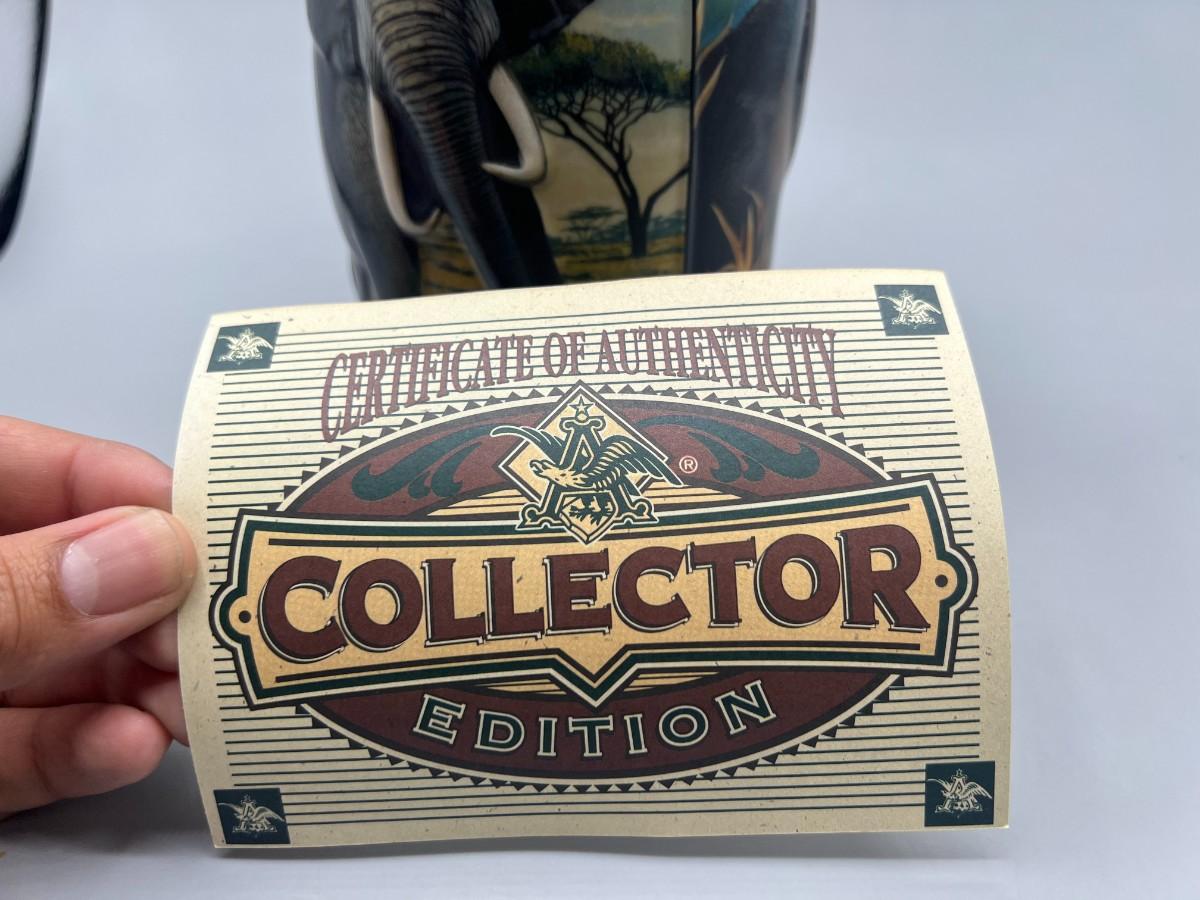 CERTIFICATE OF AUTHENTICITY
A
®
COLLECTOR
EDITION